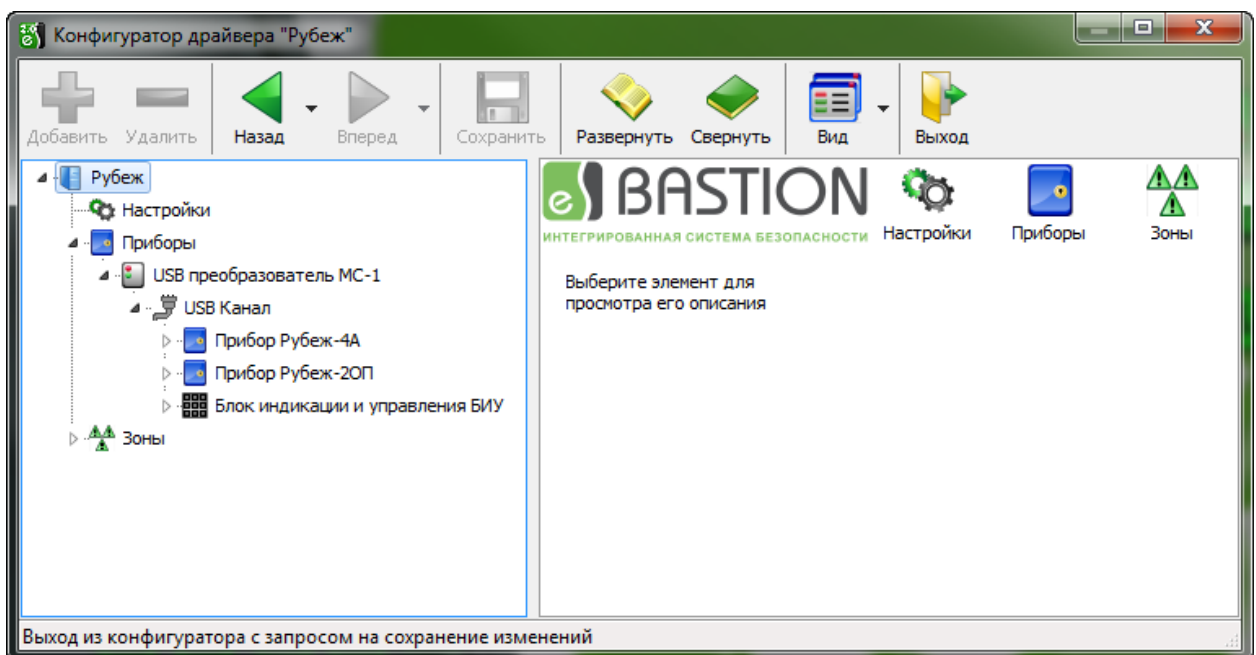 Конфигуратор драйвера "Рубеж"
Добавить Удалить Назад Вперед Сохранить Развернуть Свернуть Вид Выход
Рубеж
Настройки
Приборы
USB преобразователь МС-1
USB Канал
Прибор Рубеж-4А
Прибор Рубеж-2ОП
Блок индикации и управления БИУ
Зоны
es BASTION
ИНТЕГРИРОВАННАЯ СИСТЕМА БЕЗОПАСНОСТИ
Настройки Приборы Зоны
Выберите элемент для
просмотра его описания
Выход из конфигуратора с запросом на сохранение изменений